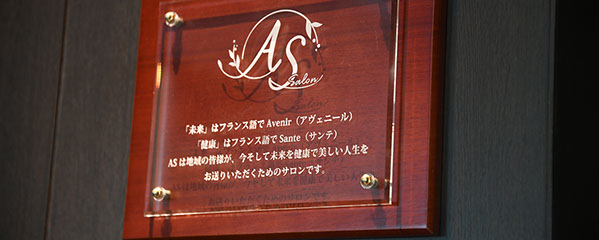 AS
Salon
「未来」はフランス語で Avenir（アヴェニール）
「健康」はフランス語で Sante（サンテ）
AS は地域の皆様が、今そして未来を健康で美しい人生を
お送りいただくためのサロンです。